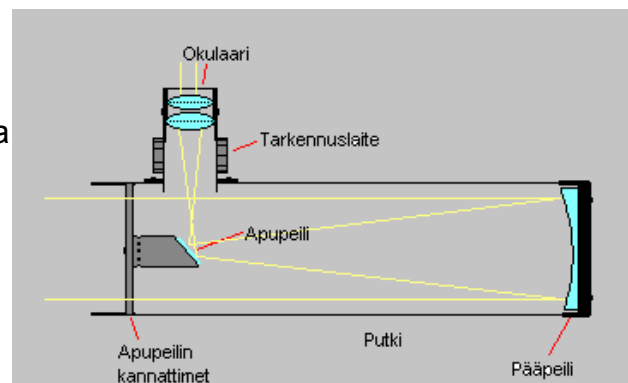 Okulaari
a
Tarkennuslaite
Apupeili
Putki
Apupeilin
kannattimet
Pääpeili